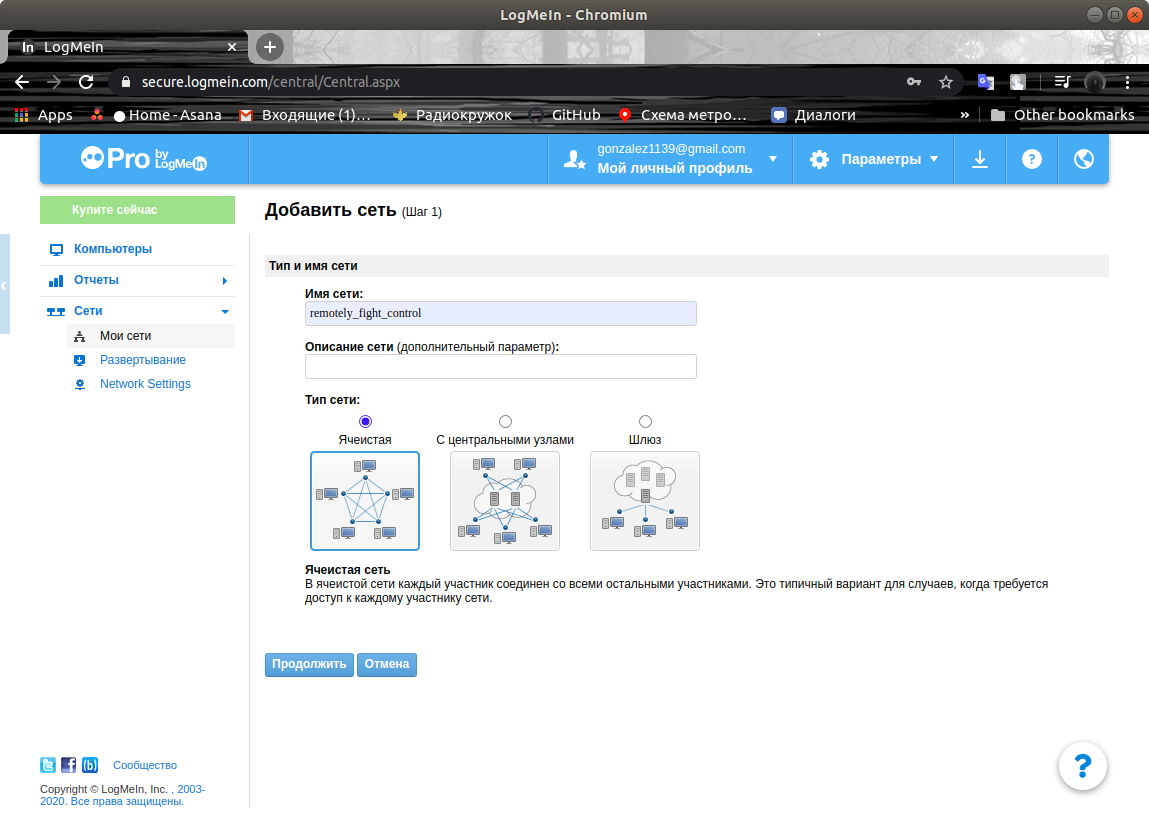 LogMeIn - Chromium
In LogMeIn
secure.logmein.com/central/Central.aspx
Apps
Home - Asana
Входящие (1)…
Радиокружок
GitHub
Схема метро…
Диалоги
»
Other bookmarks
Pro by LogMeIn
gonzalez1139@gmail.com
Мой личный профиль
Параметры
?
Купите сейчас
Компьютеры
Отчеты
Сети
Мои сети
Развертывание
Network Settings
Добавить сеть (Шаг 1)
Тип и имя сети
Имя сети:
remotely_fight_control
Описание сети (дополнительный параметр):
Тип сети:
Ячеистая
С центральными узлами
Шлюз
Ячеистая сеть
В ячеистой сети каждый участник соединен со всеми остальными участниками. Это типичный вариант для случаев, когда требуется
доступ к каждому участнику сети.
Продолжить
Отмена
Сообщество
Copyright © LogMeIn, Inc. , 2003-
2020. Все права защищены.
?